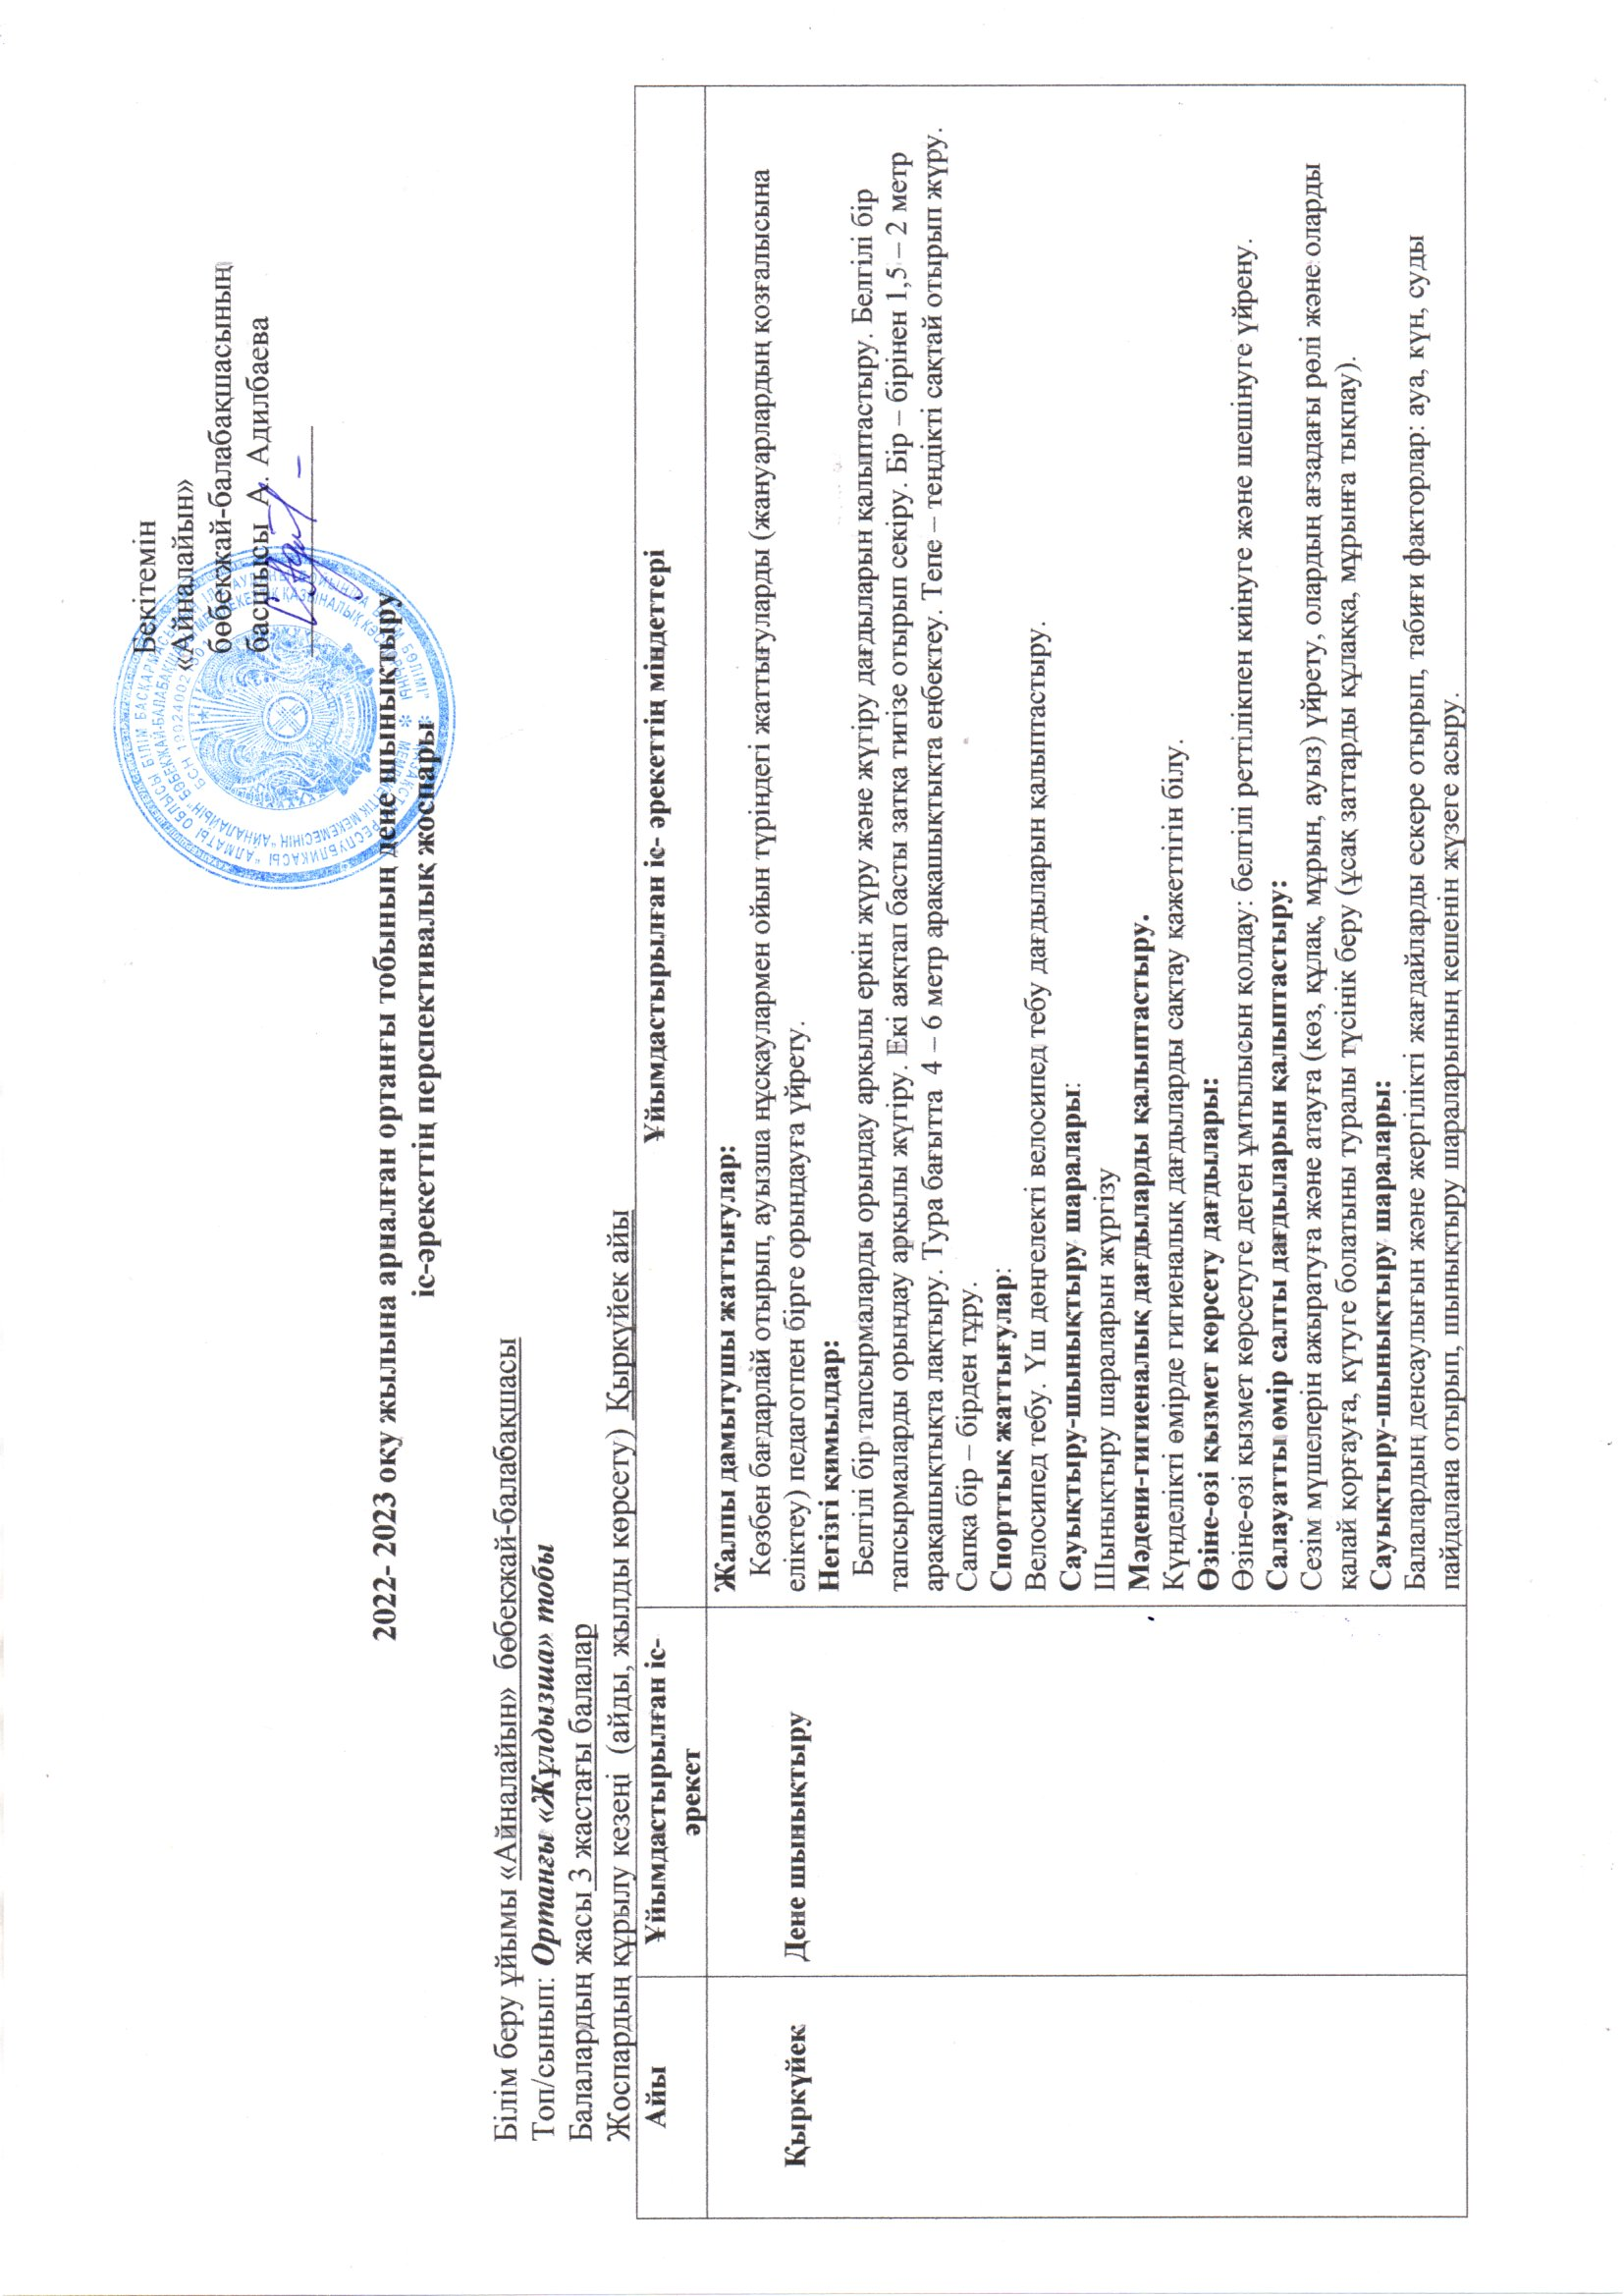 Бекітемін
«Айналайын»
бөбекжай-балабақшасының
басшысы А. Адилбаева
2022- 2023 оқу жылына арналған ортанғы тобының дене шынықтыру
іс-әрекеттің перспективалық жоспары
Білім беру ұйымы «Айналайын» бөбекжай-балабақшасы
Топ/сынып: Ортанғы «Жұлдызша» тобы
Балалардың жасы 3 жастағы балалар
Жоспардың құрылу кезеңі (айды, жылды көрсету) Қыркүйек айы
Айы
Ұйымдастырылған іс-
әрекет
Ұйымдастырылған іс- әрекеттің міндеттері
Қыркүйек
Дене шынықтыру
Жалпы дамытушы жаттығулар:
Көзбен бағдарлай отырып, ауызша нұсқаулармен ойын түріндегі жаттығуларды (жануарлардың қозғалысына
еліктеу) педагогпен бірге орындауға үйрету.
Негізгі қимылдар:
Белгілі бір тапсырмаларды орындау арқылы еркін жүру және жүгіру дағдыларын қалыптастыру. Белгілі бір
тапсырмаларды орындау арқылы жүгіру. Екі аяқтап басты затқа тигізе отырып секіру. Бір – бірінен 1,5 – 2 метр
арақашықтықта лақтыру. Тура бағытта 4 – 6 метр арақашықтықта еңбектеу. Тепе – теңдікті сақтай отырып жүру.
Сапқа бір – бірден тұру.
Спорттық жаттығулар:
Велосипед тебу. Үш дөңгелекті велосипед тебу дағдыларын қалыптастыру.
Сауықтыру-шынықтыру шаралары:
Шынықтыру шараларын жүргізу
Мәдени-гигиеналық дағдыларды қалыптастыру.
Күнделікті өмірде гигиеналық дағдыларды сақтау қажеттігін білу.
Өзіне-өзі қызмет көрсету дағдылары:
Өзіне-өзі қызмет көрсетуге деген ұмтылысын қолдау: белгілі реттілікпен киінуге және шешінуге үйрену.
Салауатты өмір салты дағдыларын қалыптастыру:
Сезім мүшелерін ажыратуға және атауға (көз, құлақ, мұрын, ауыз) үйрету, олардың ағзадағы рөлі және оларды
қалай қорғауға, күтуге болатыны туралы түсінік беру (ұсақ заттарды құлаққа, мұрынға тықпау).
Сауықтыру-шынықтыру шаралары:
Балалардың денсаулығын және жергілікті жағдайларды ескере отырып, табиғи факторлар: ауа, күн, суды
пайдалана отырып, шынықтыру шараларының кешенін жүзеге асыру.